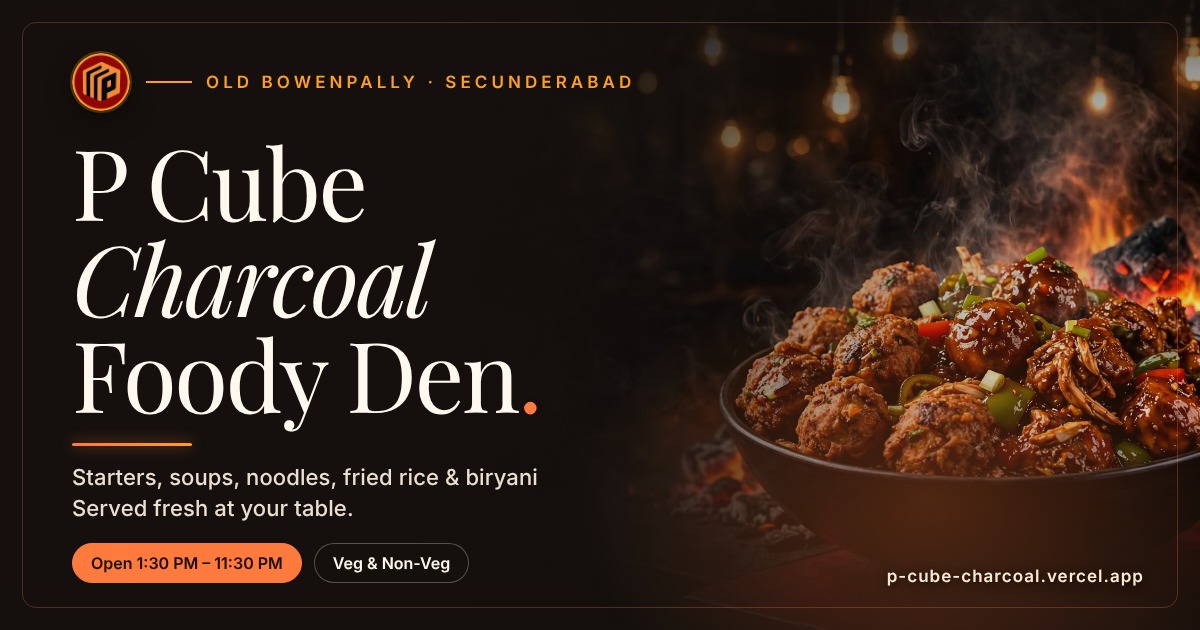 OLD BOWENPALLY · SECUNDERABAD
P Cube
Charcoal
Foody Den.
Starters, soups, noodles, fried rice & biryani
Served fresh at your table.
Open 1:30 PM – 11:30 PM
Veg & Non-Veg
p-cube-charcoal.vercel.app